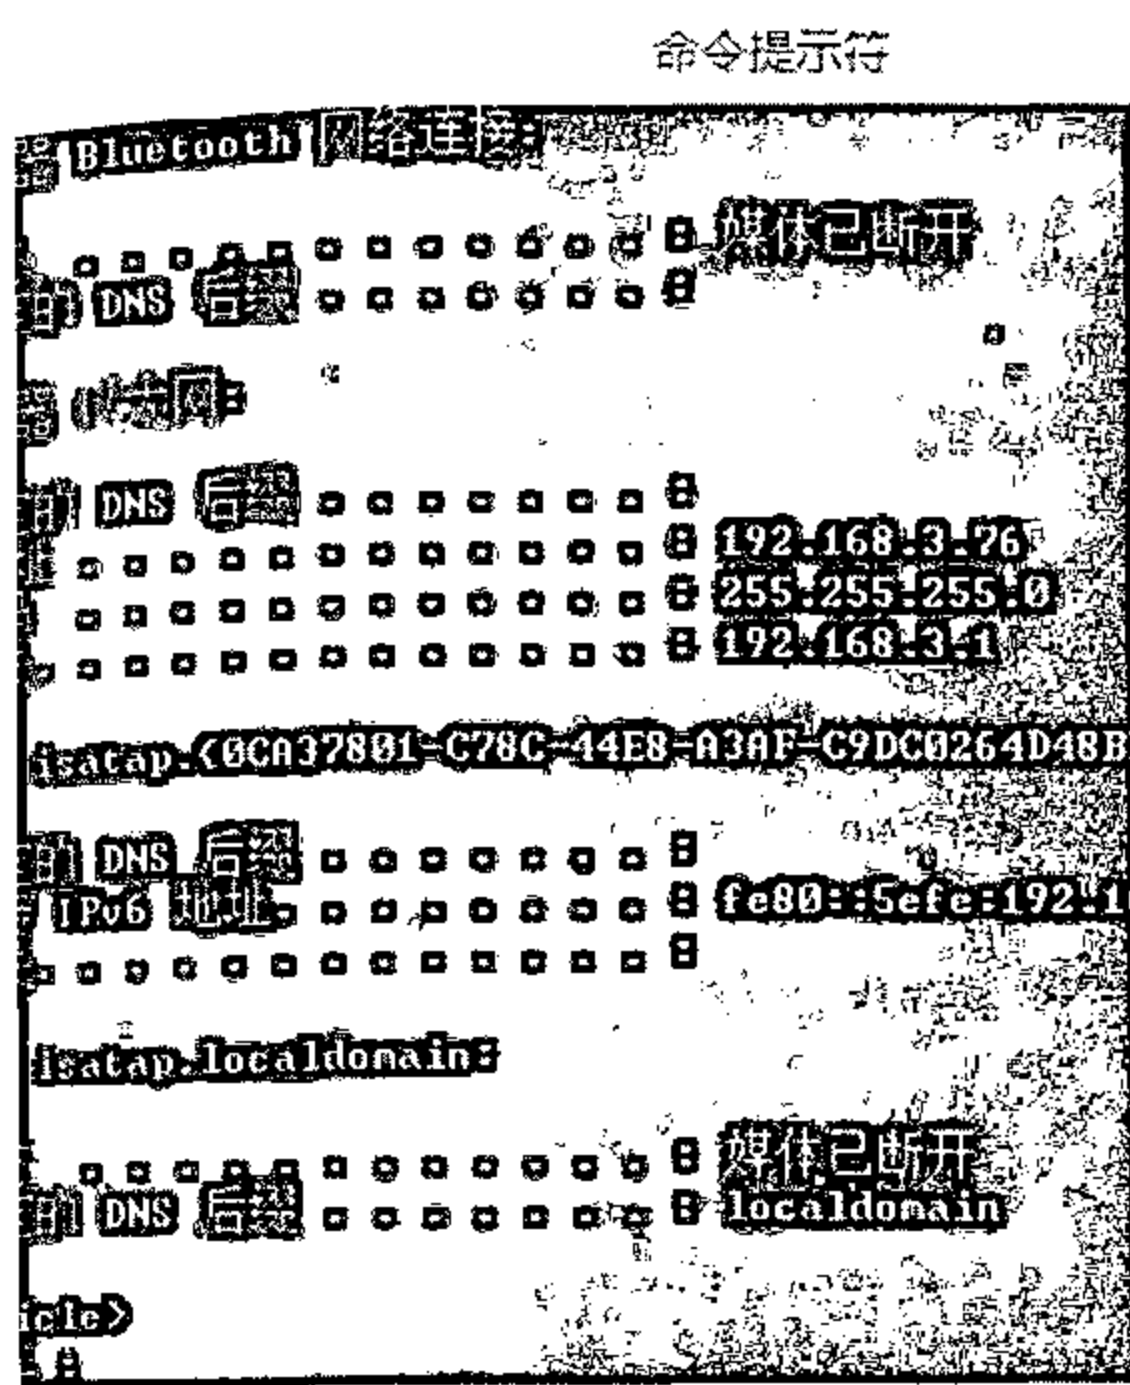 命令提示符
Bluetooth 网络连接:
. . . . . . . . . . . . : 媒体已断开
DNS 后缀 . . . . . . . :
DNS 后缀 . . . . . . . :
. . . . . . . . . . . . : 192.168.3.76
. . . . . . . . . . . . : 255.255.255.0
. . . . . . . . . . . . . : 192.168.3.1
isatap.{0CA37801-C78C-44E8-A3AF-C9DC0264D48B
DNS 后缀 . . . . . . . :
IPv6 地址. . . . . . . . : fe80::5efe:192.1
. . . . . . . . . . . . . : 
isatap.localdomain:
. . . . . . . . . . . . : 媒体已断开
DNS 后缀 . . . . . . . : localdomain
icle>